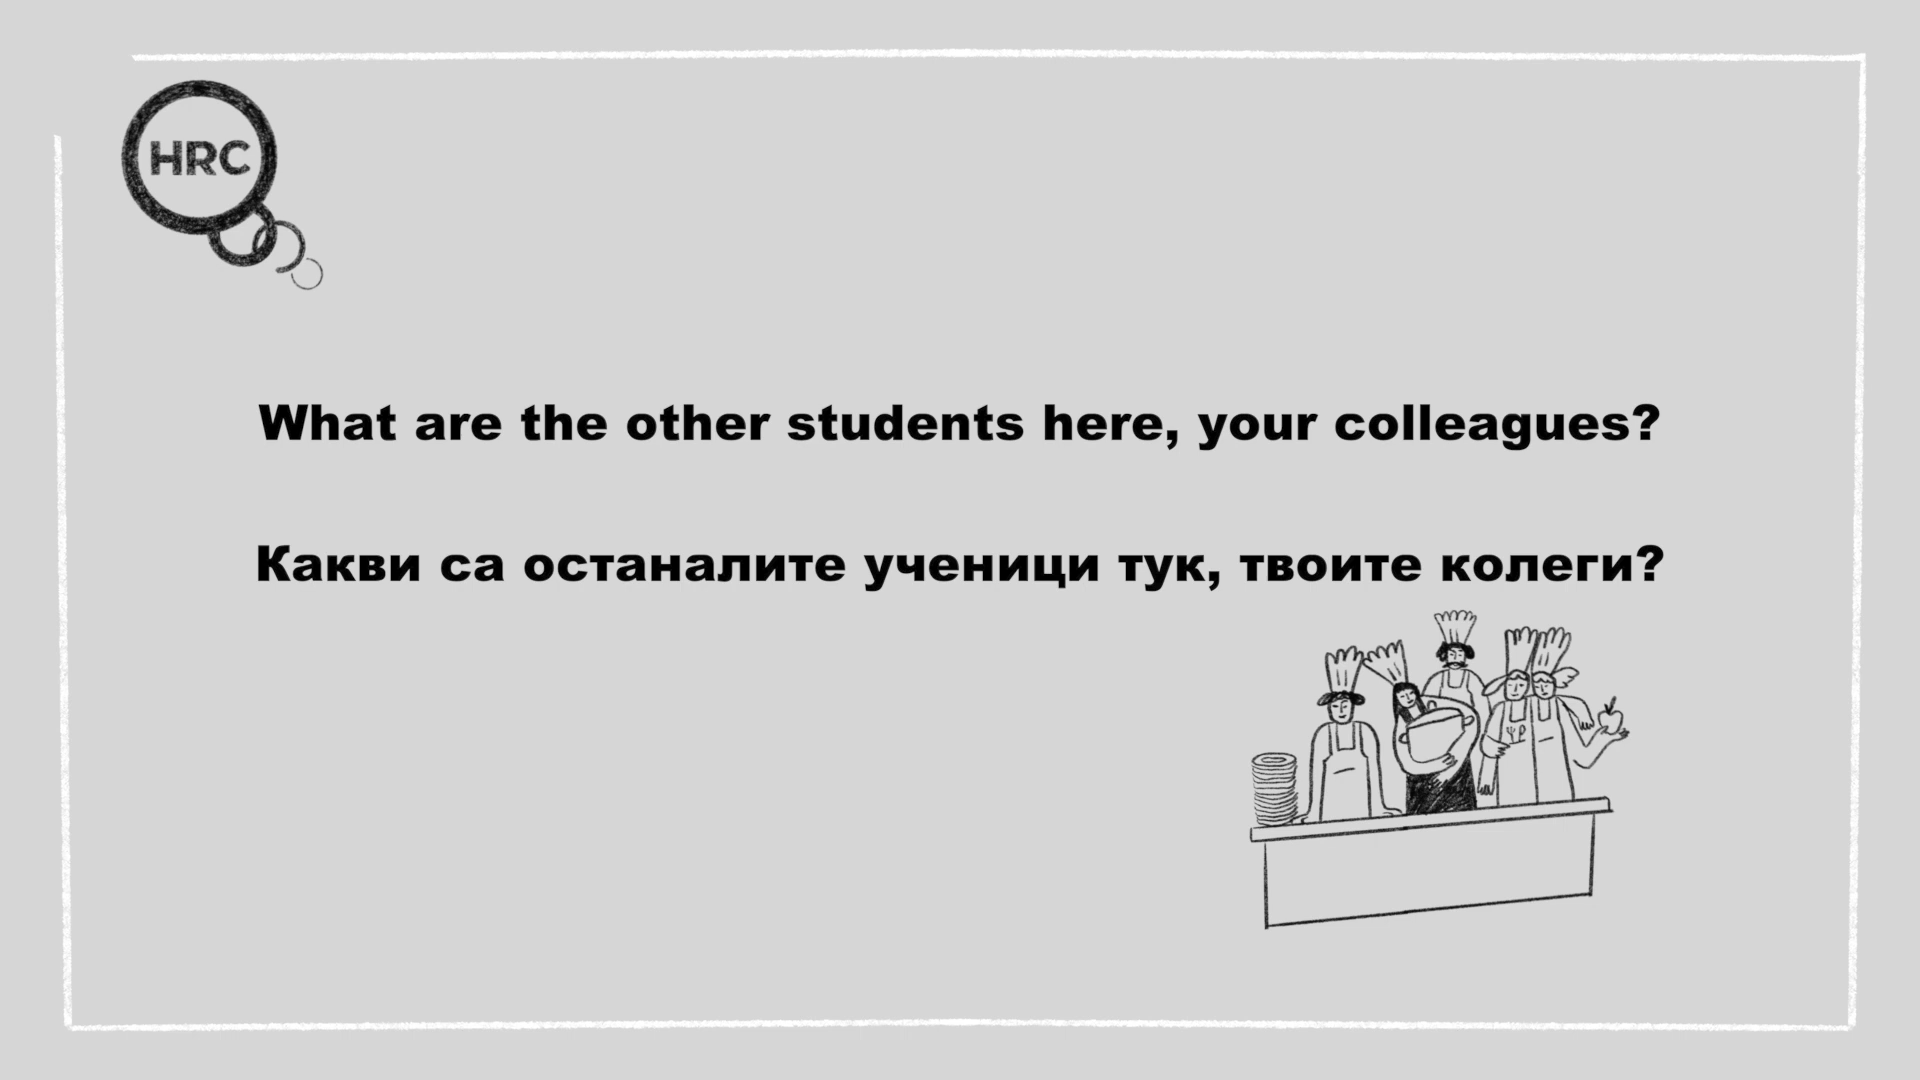 HRC
What are the other students here, your colleagues?
Какви са останалите ученици тук, твоите колеги?